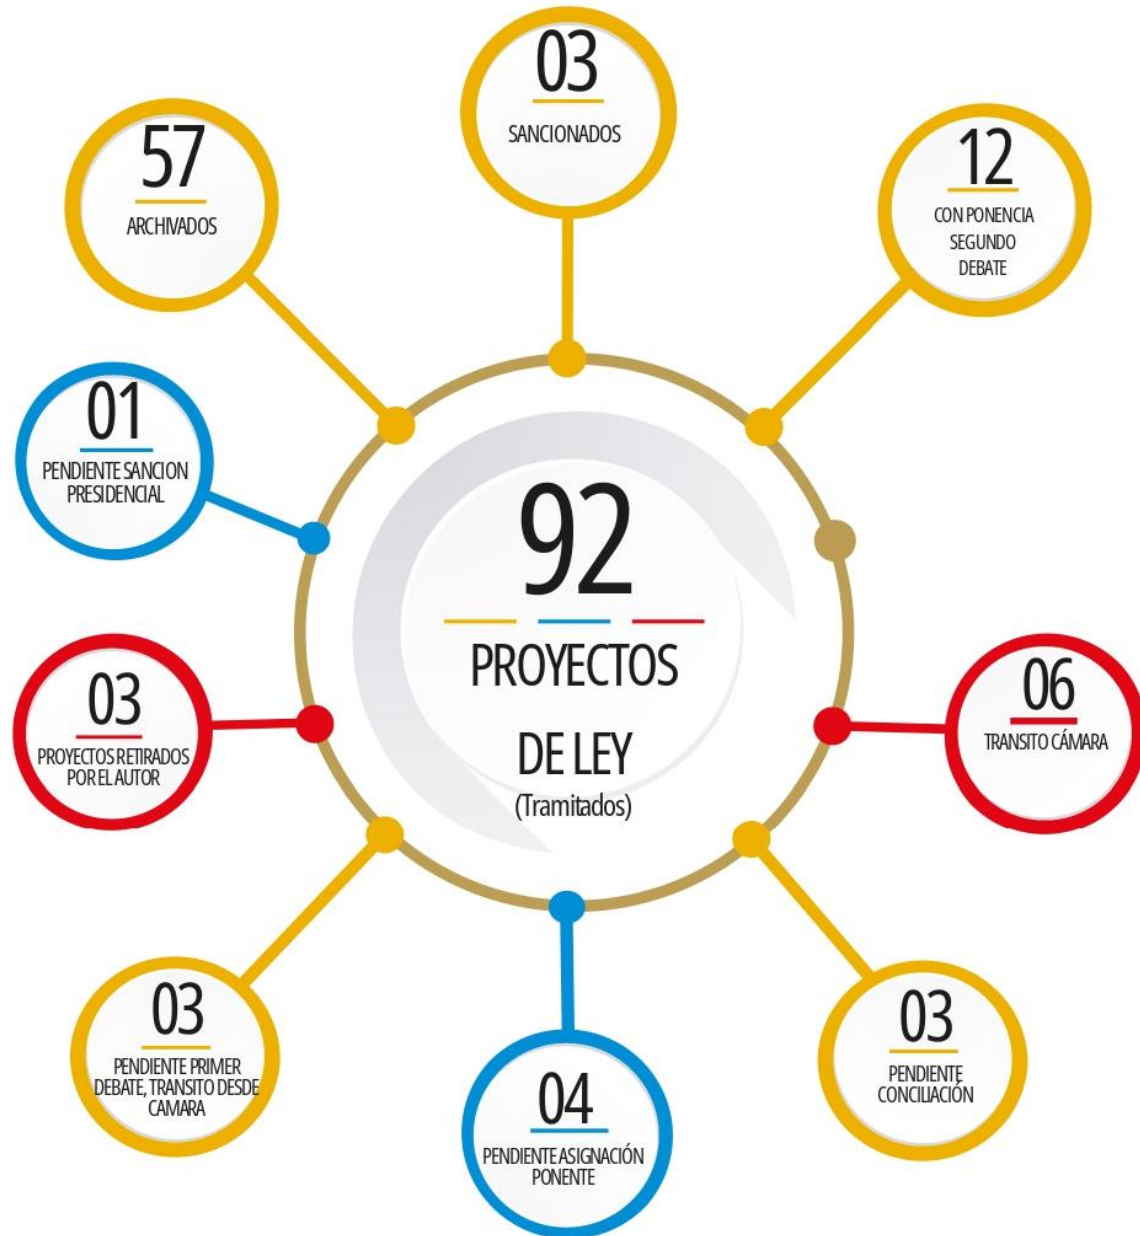 03
SANCIONADOS
57
ARCHIVADOS
12
CON PONENCIA
SEGUNDO
DEBATE
01
PENDIENTE SANCION
PRESIDENCIAL
92
PROYECTOS
DE LEY
(Tramitados)
03
PROYECTOS RETIRADOS
POR EL AUTOR
06
TRANSITO CÁMARA
03
PENDIENTE PRIMER
DEBATE, TRANSITO DESDE
CAMARA
04
PENDIENTE ASIGNACIÓN
PONENTE
03
PENDIENTE
CONCILIACIÓN